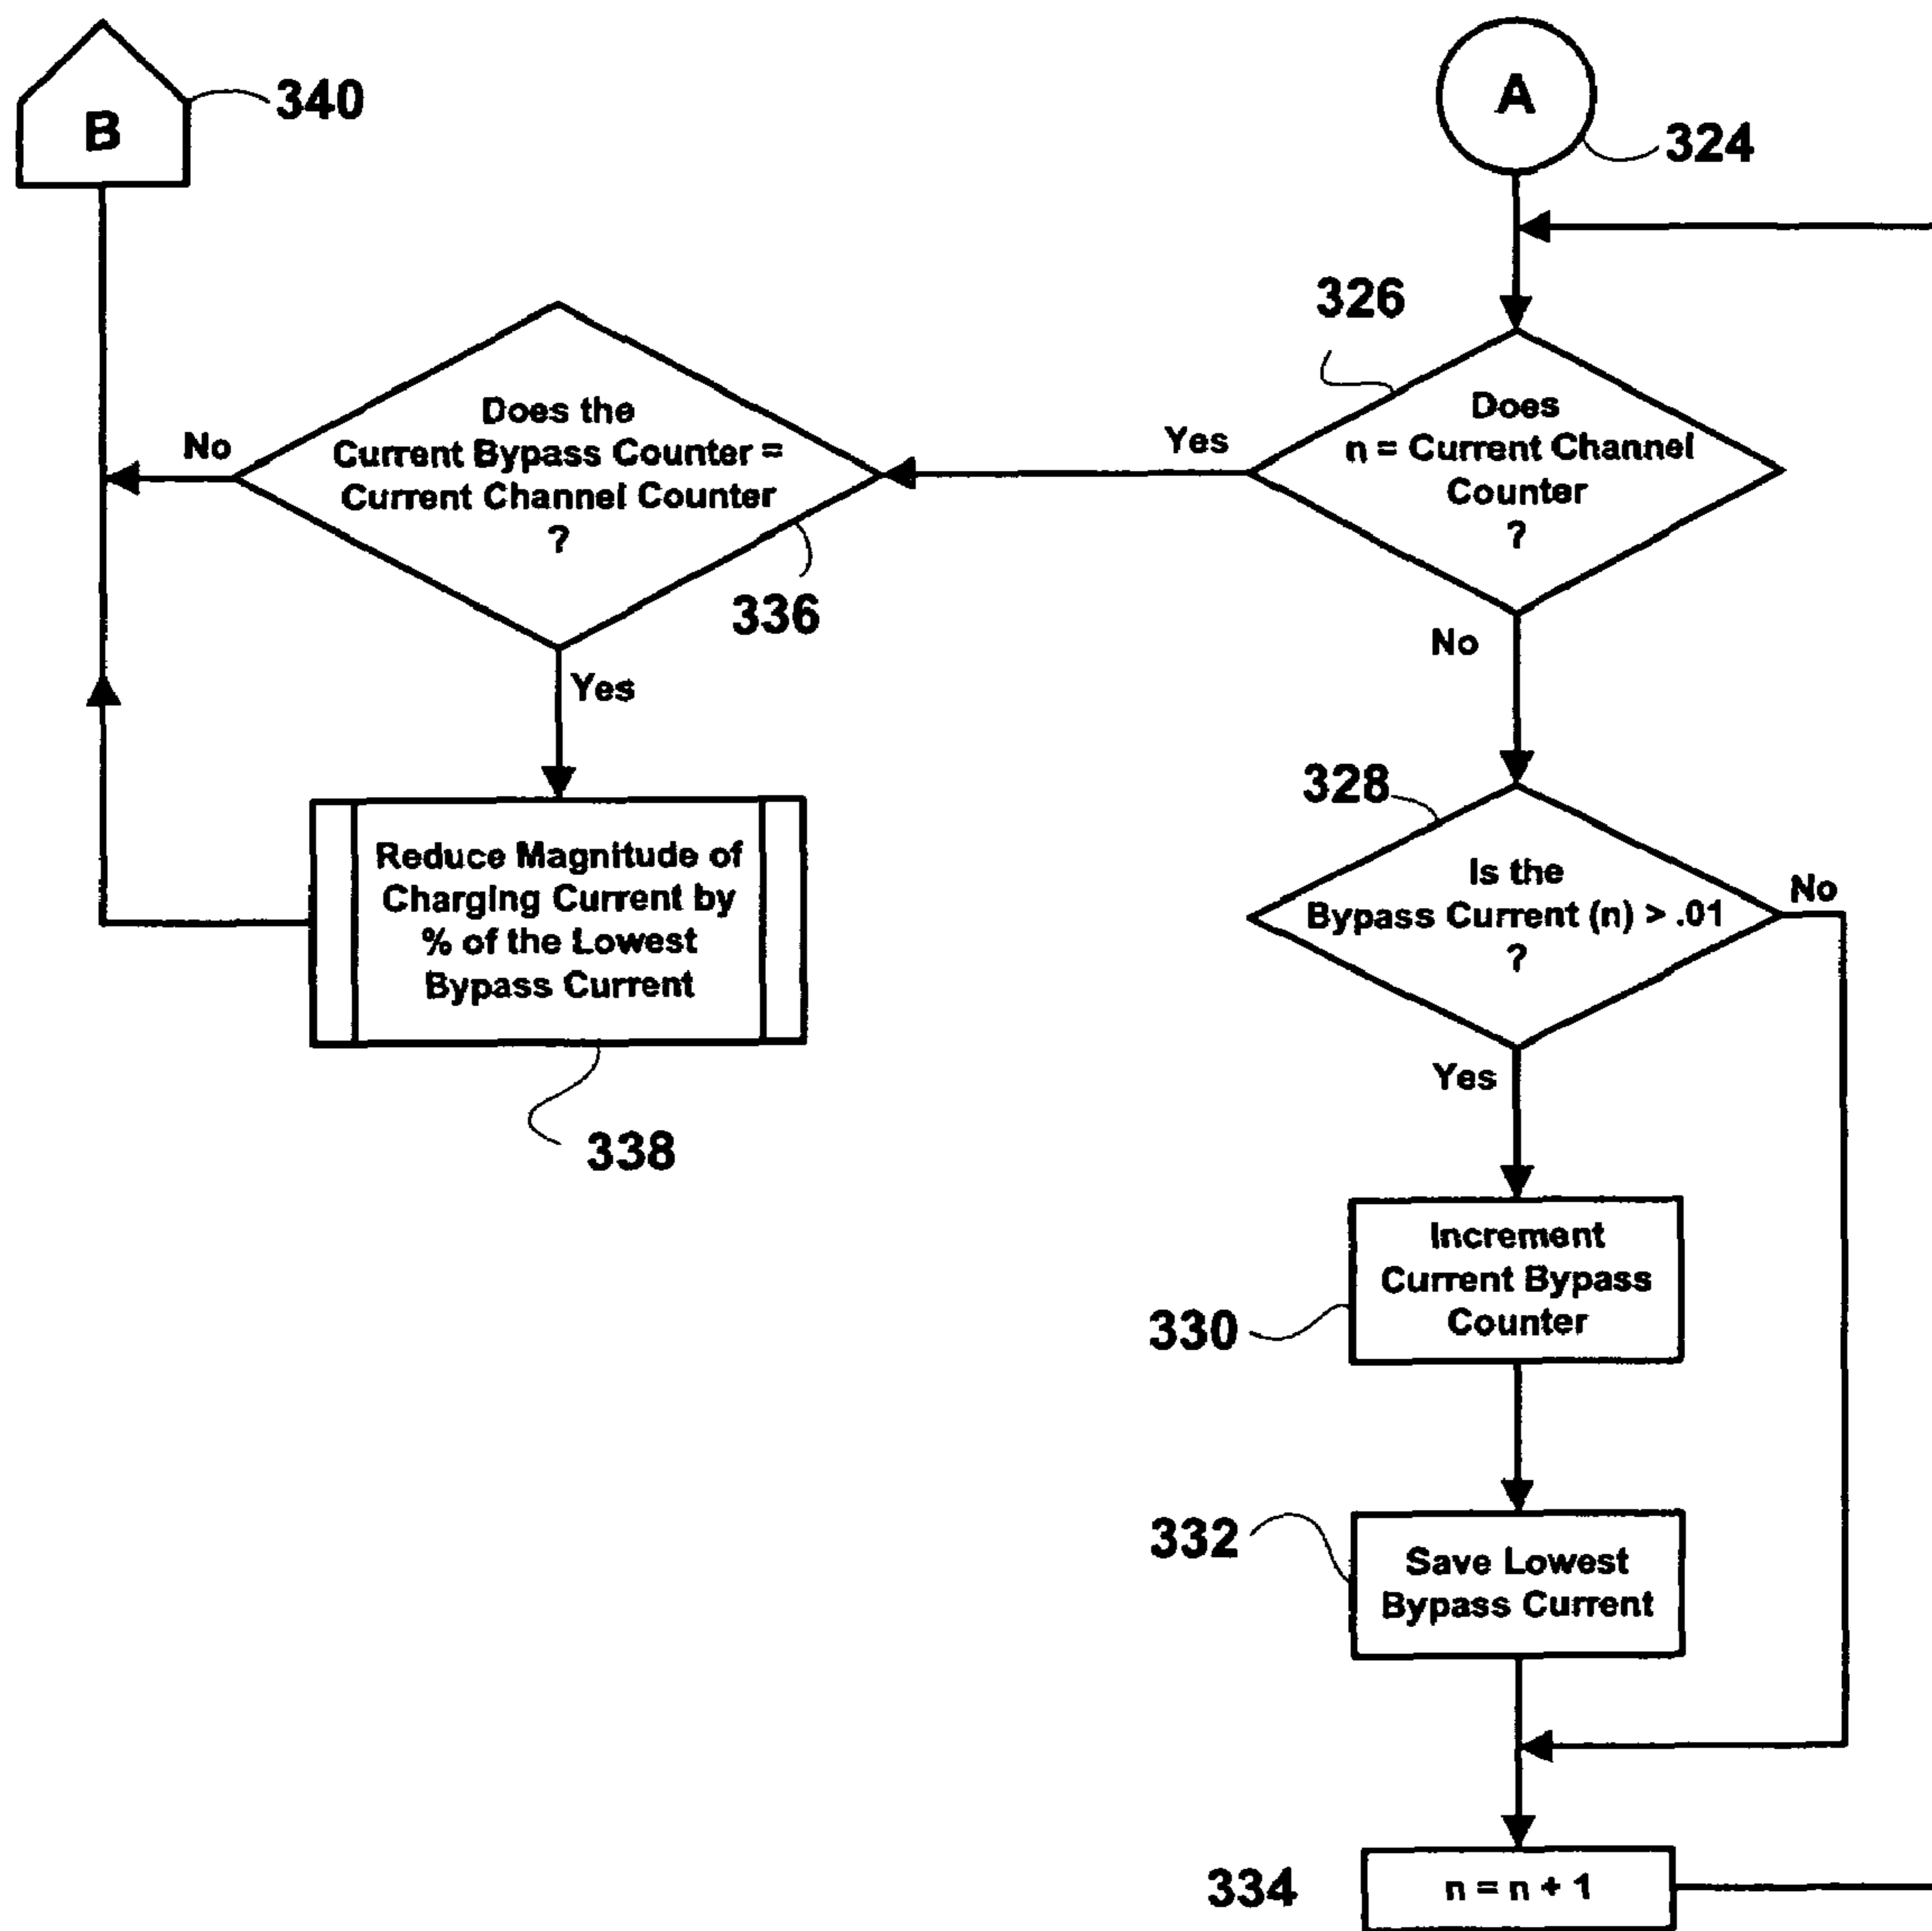 B
340
A
324
326
Does
n = Current Channel
Counter
?
Yes
No
Does the
Current Bypass Counter =
Current Channel Counter
?
336
No
Yes
Reduce Magnitude of
Charging Current by
% of the Lowest
Bypass Current
338
328
Is the
Bypass Current (n) > .01
?
No
Yes
Increment
Current Bypass
Counter
330
Save Lowest
Bypass Current
332
334
n = n + 1